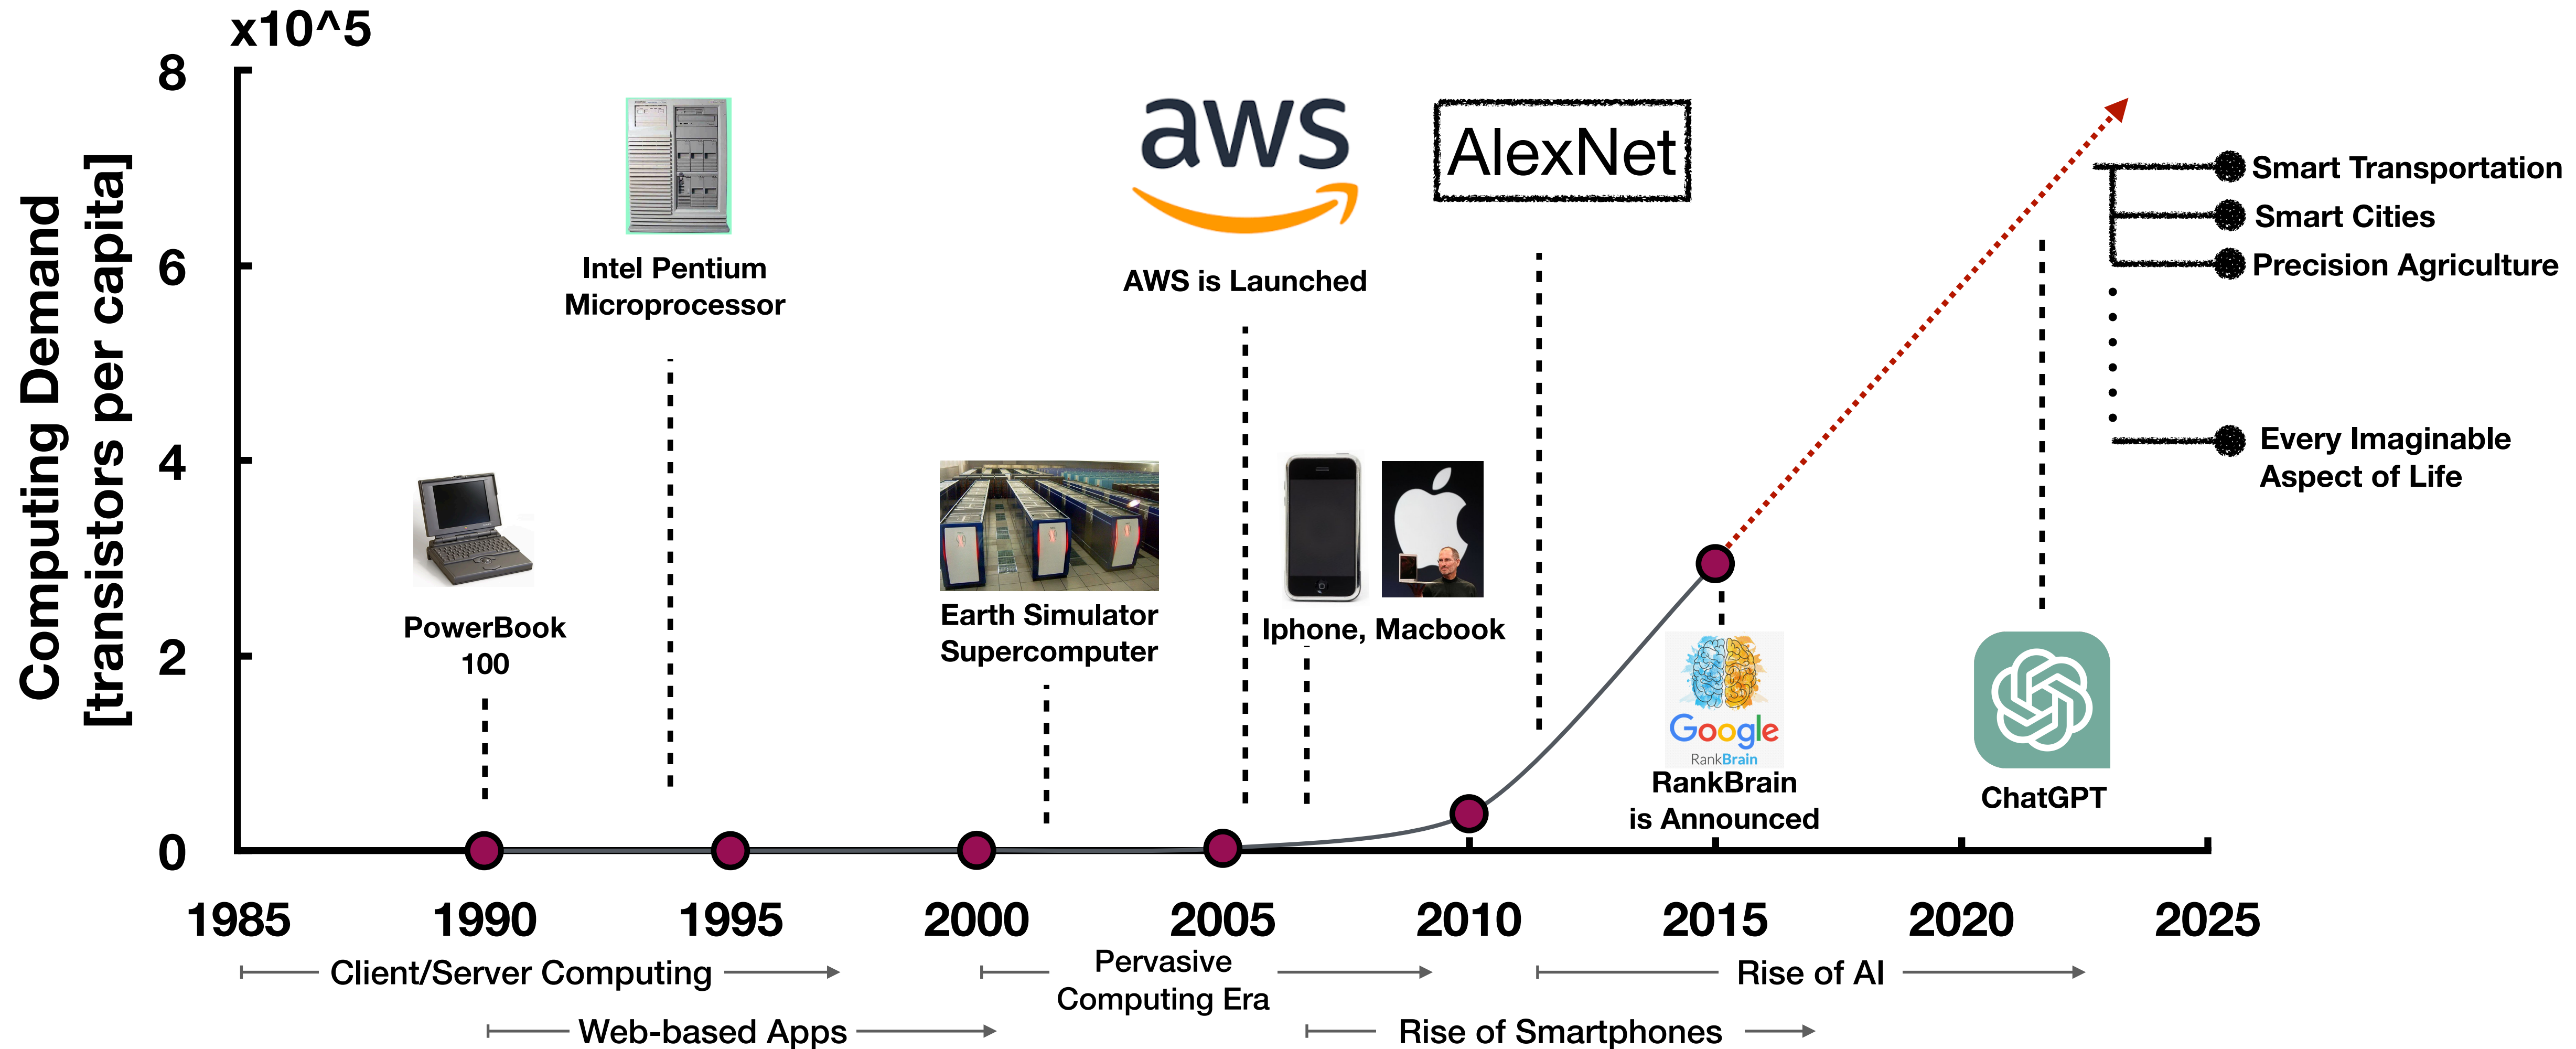 x10^5
8
6
4
2
0
Computing Demand
[transistors per capita]
Intel Pentium
Microprocessor
aws
AWS is Launched
AlexNet
Smart Transportation
Smart Cities
Precision Agriculture
Every Imaginable
Aspect of Life
PowerBook
100
Earth Simulator
Supercomputer
Iphone, Macbook
Google
RankBrain
RankBrain
is Announced
ChatGPT
1985
1990
1995
2000
2005
2010
2015
2020
2025
Client/Server Computing
Pervasive
Computing Era
Rise of AI
Web-based Apps
Rise of Smartphones